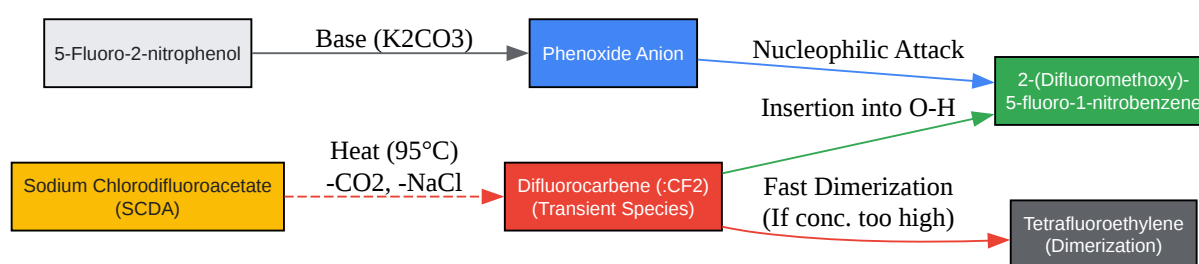 5-Fluoro-2-nitrophenol
Base (K2CO3)
Phenoxide Anion
Nucleophilic Attack
2-(Difluoromethoxy)-
5-fluoro-1-nitrobenzene
Insertion into O-H
Sodium Chlorodifluoroacetate
(SCDA)
Heat (95°C)
-CO2, -NaCl
Difluorocarbene (:CF2)
(Transient Species)
Fast Dimerization
(If conc. too high)
Tetrafluoroethylene
(Dimerization)